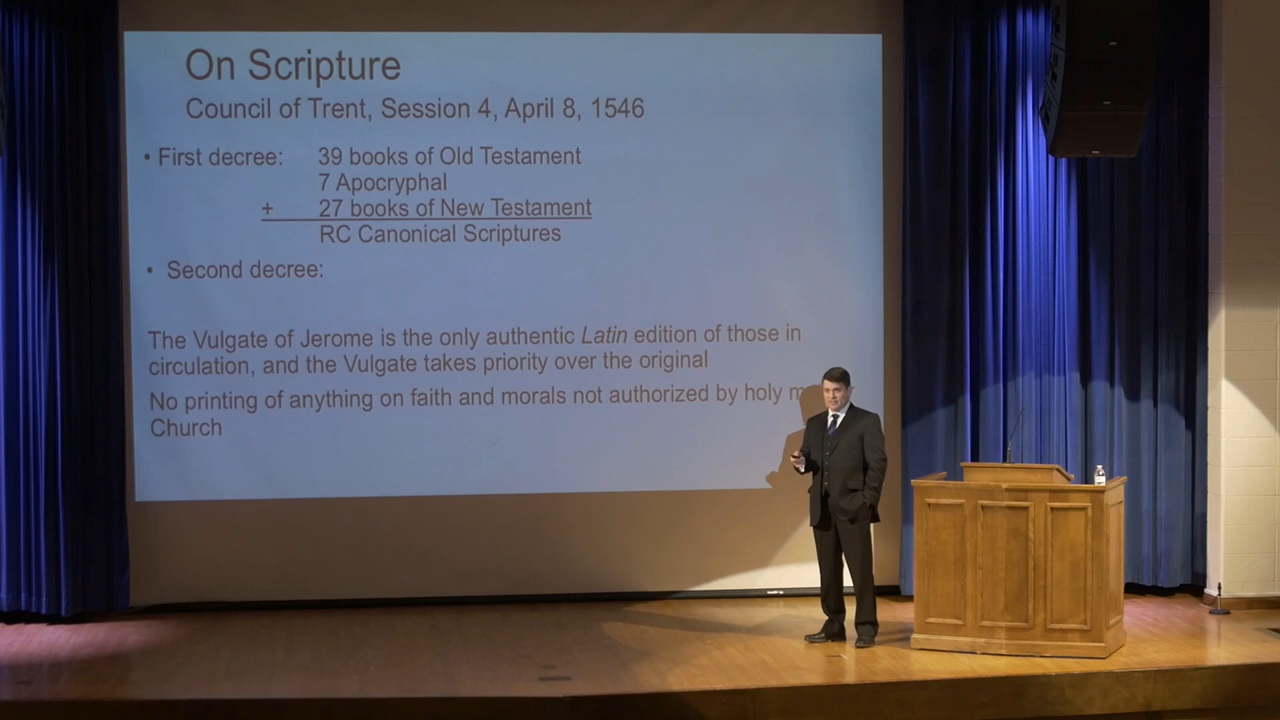 On Scripture
Council of Trent, Session 4, April 8, 1546
• First decree: 39 books of Old Testament
7 Apocryphal
+ 27 books of New Testament
RC Canonical Scriptures
• Second decree:
The Vulgate of Jerome is the only authentic Latin edition of those in
circulation, and the Vulgate takes priority over the original
No printing of anything on faith and morals not authorized by holy
Church